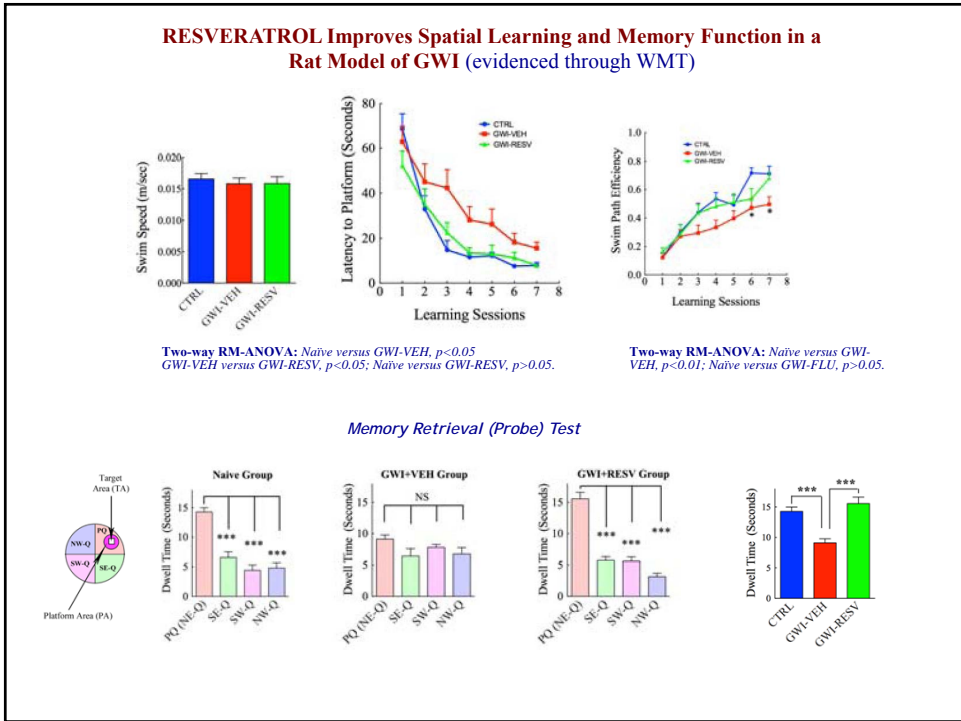 RESVERATROL Improves Spatial Learning and Memory Function in a
Rat Model of GWI (evidenced through WMT)
Swim Speed (m/sec)
0.020
0.015
0.010
0.005
0.000
CTRL
GWI-VEH
GWI-RESV
Latency to Platform (Seconds)
80
60
40
20
0
CTRL
GWI-VEH
GWI-RESV
0 1 2 3 4 5 6 7 8
Learning Sessions
Swim Path Efficiency
1.0
0.8
0.6
0.4
0.2
0.0
CTRL
GWI-VEH
GWI-RESV
* *
0 1 2 3 4 5 6 7 8
Learning Sessions
Two-way RM-ANOVA: Naïve versus GWI-VEH, p<0.05
GWI-VEH versus GWI-RESV, p<0.05; Naïve versus GWI-RESV, p>0.05.
Two-way RM-ANOVA: Naïve versus GWI-
VEH, p<0.01; Naïve versus GWI-FLU, p>0.05.
Memory Retrieval (Probe) Test
Target
Area (TA)
PQ
NW-Q
SW-Q
SE-Q
Platform Area (PA)
Naive Group
Dwell Time (Seconds)
15
10
5
0
*** *** ***
PQ (NE-Q)
SE-Q
SW-Q
NW-Q
GWI+VEH Group
Dwell Time (Seconds)
15
10
5
0
NS
PQ (NE-Q)
SE-Q
SW-Q
NW-Q
GWI+RESV Group
Dwell Time (Seconds)
15
10
5
0
*** *** ***
PQ (NE-Q)
SE-Q
SW-Q
NW-Q
Dwell Time (Seconds)
15
10
5
0
*** ***
CTRL
GWI-VEH
GWI-RESV